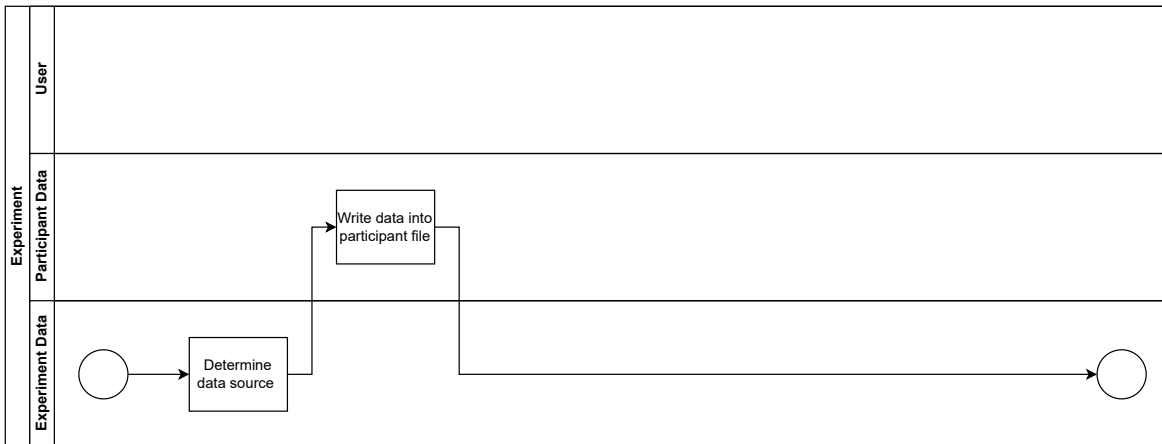 Experiment
User
Participant Data
Write data into
participant file
Experiment Data
Determine
data source